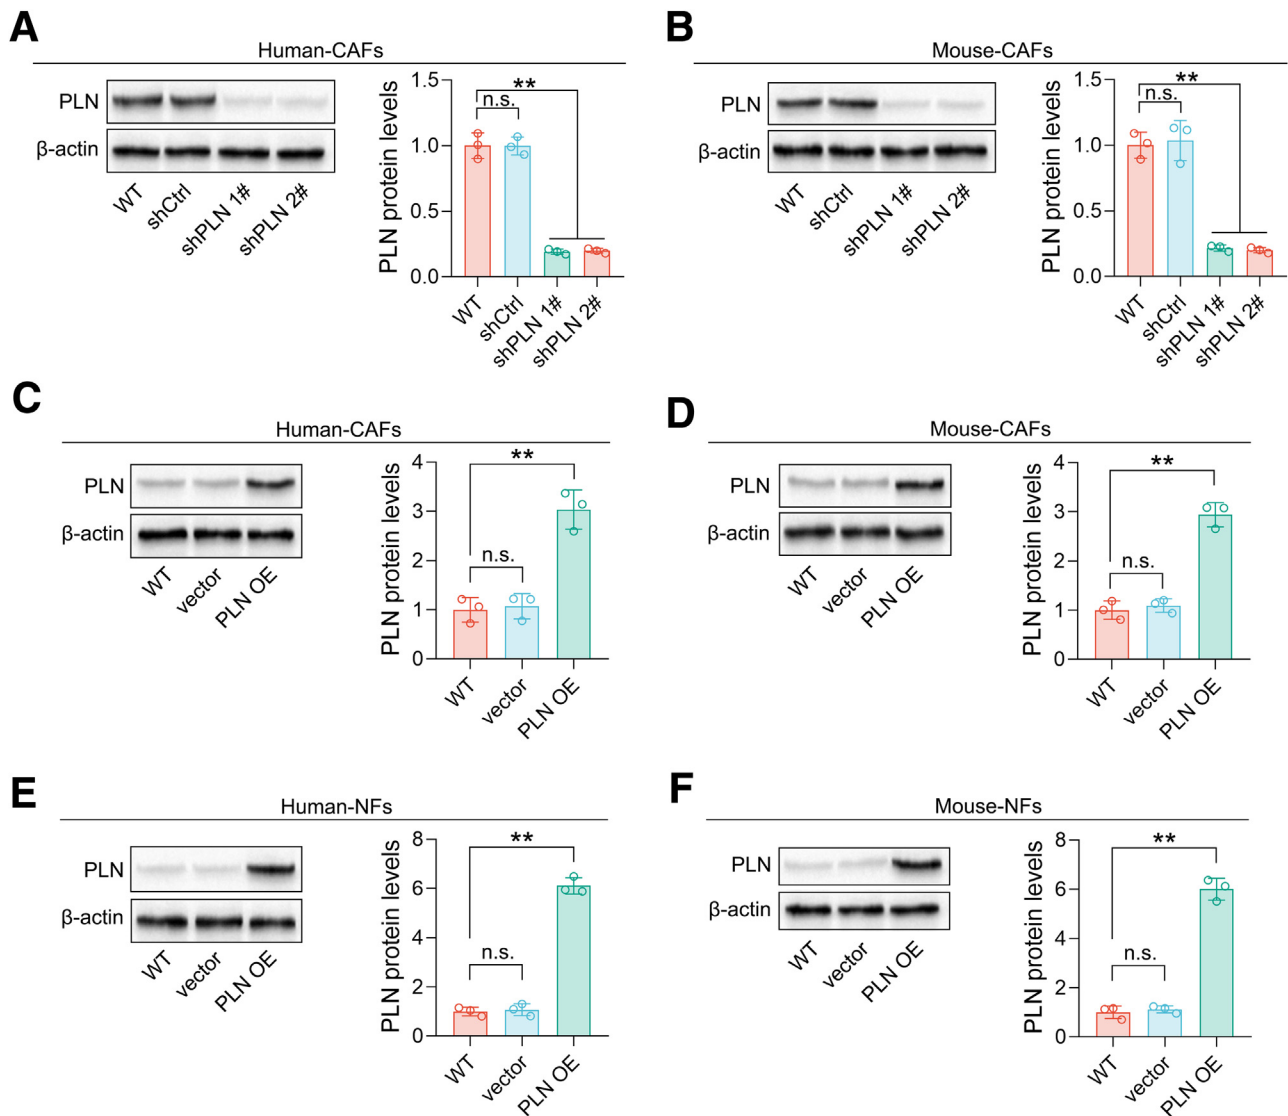 A
Human-CAFs
PLN
β-actin
WT
shCtrl
shPLN 1#
shPLN 2#
PLN protein levels
1.5
1.0
0.5
0.0
**
n.s.
WT
shCtrl
shPLN 1#
shPLN 2#
B
Mouse-CAFs
PLN
β-actin
WT
shCtrl
shPLN 1#
shPLN 2#
PLN protein levels
1.5
1.0
0.5
0.0
**
n.s.
WT
shCtrl
shPLN 1#
shPLN 2#
C
Human-CAFs
PLN
β-actin
WT
vector
PLN OE
PLN protein levels
4
3
2
1
0
**
n.s.
WT
vector
PLN OE
D
Mouse-CAFs
PLN
β-actin
WT
vector
PLN OE
PLN protein levels
4
3
2
1
0
**
n.s.
WT
vector
PLN OE
E
Human-NFs
PLN
β-actin
WT
vector
PLN OE
PLN protein levels
8
6
4
2
0
**
n.s.
WT
vector
PLN OE
F
Mouse-NFs
PLN
β-actin
WT
vector
PLN OE
PLN protein levels
8
6
4
2
0
**
n.s.
WT
vector
PLN OE